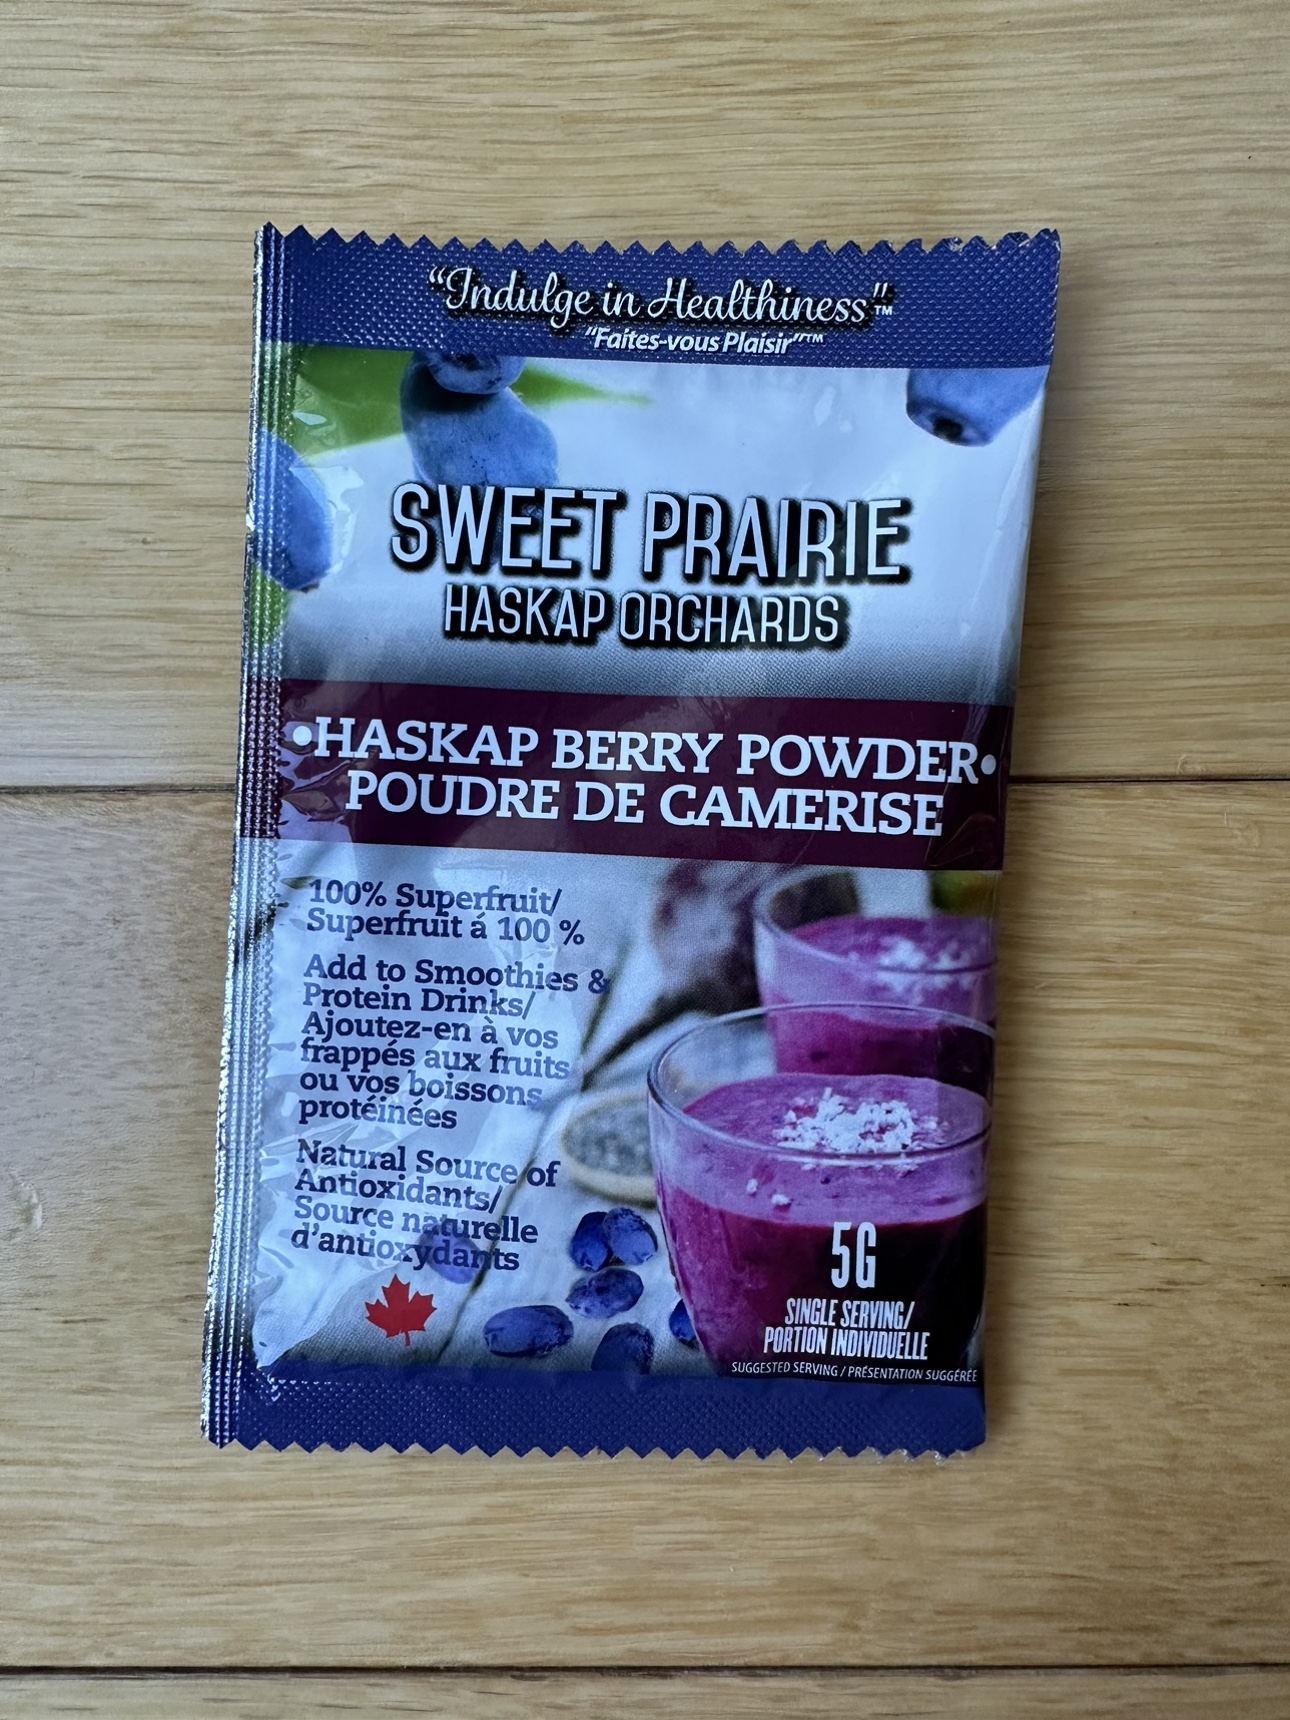 “Indulge in Healthiness”™
“Faites-vous Plaisir”™
SWEET PRAIRIE
HASKAP ORCHARDS
•HASKAP BERRY POWDER•
POUDRE DE CAMERISE
100% Superfruit/
Superfruit á 100 %
Add to Smoothies &
Protein Drinks/
Ajoutez-en à vos
frappés aux fruits
ou vos boissons
protéinées
Natural Source of
Antioxidants/
Source naturelle
d’antioxydants
5G
SINGLE SERVING/
PORTION INDIVIDUELLE
SUGGESTED SERVING / PRÉSENTATION SUGGÉRÉE